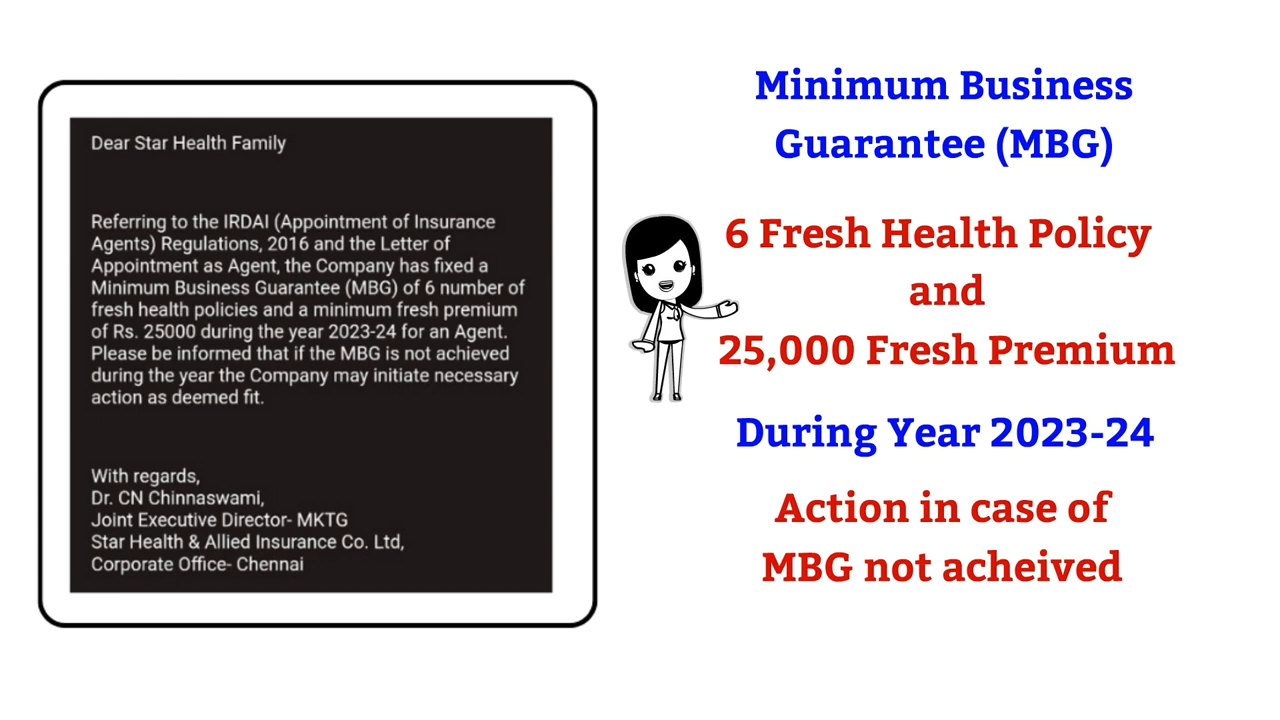 Dear Star Health Family
Referring to the IRDAI (Appointment of Insurance
Agents) Regulations, 2016 and the Letter of
Appointment as Agent, the Company has fixed a
Minimum Business Guarantee (MBG) of 6 number of
fresh health policies and a minimum fresh premium
of Rs. 25000 during the year 2023-24 for an Agent.
Please be informed that if the MBG is not achieved
during the year the Company may initiate necessary
action as deemed fit.
With regards,
Dr. CN Chinnaswami,
Joint Executive Director- MKTG
Star Health & Allied Insurance Co. Ltd,
Corporate Office- Chennai
Minimum Business
Guarantee (MBG)
6 Fresh Health Policy
and
25,000 Fresh Premium
During Year 2023-24
Action in case of
MBG not acheived